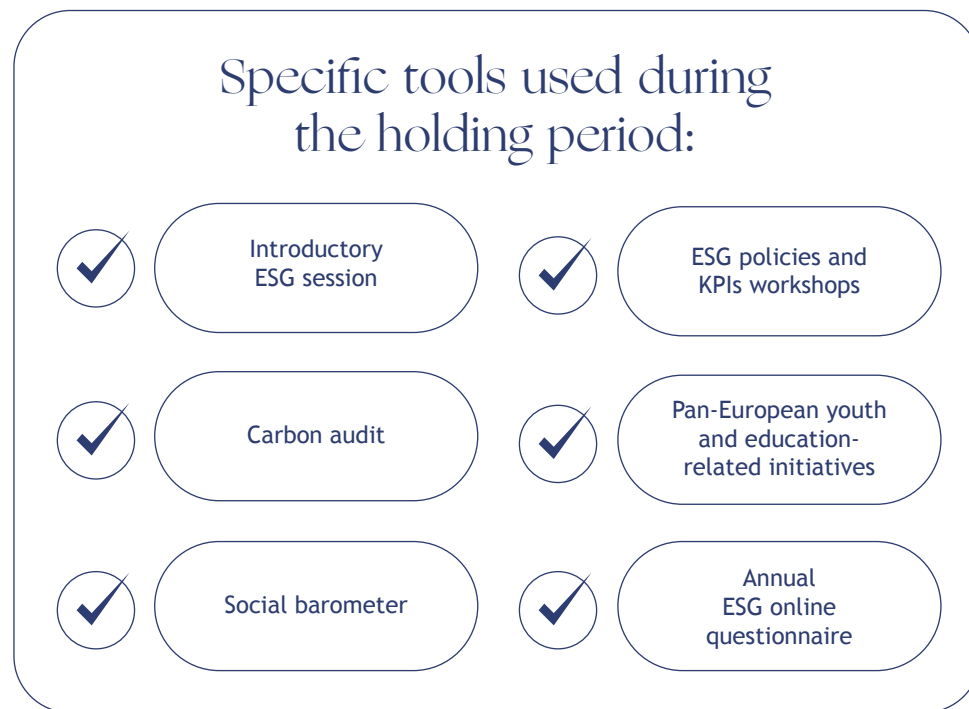 Specific tools used during
the holding period:
Introductory
ESG session
ESG policies and
KPIs workshops
Carbon audit
Pan-European youth
and education-
related initiatives
Social barometer
Annual
ESG online
questionnaire